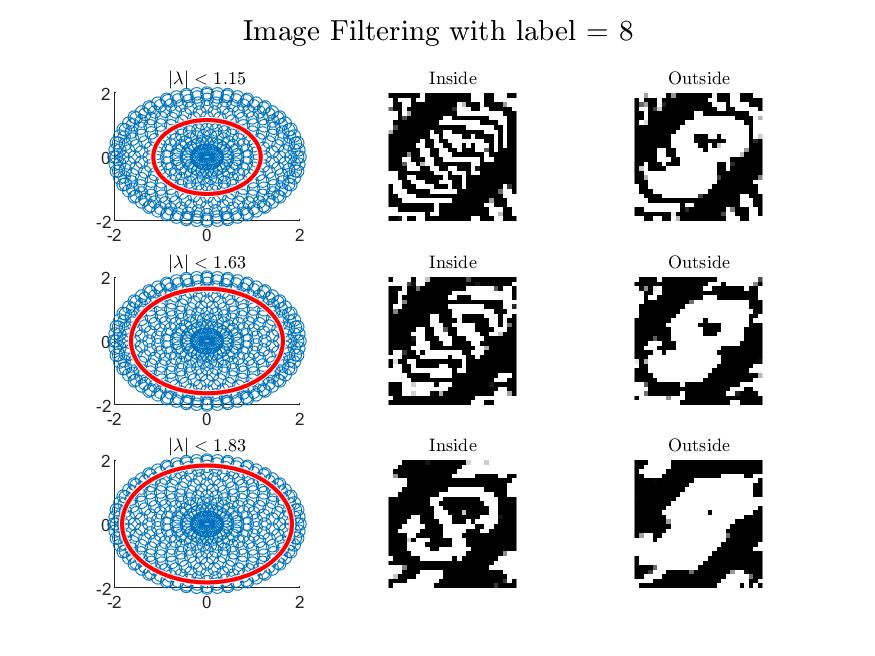 Image Filtering with label = 8
|λ| < 1.15
Inside
Outside
2
0
-2
-2
0
2
|λ| < 1.63
Inside
Outside
2
0
-2
-2
0
2
|λ| < 1.83
Inside
Outside
2
0
-2
-2
0
2